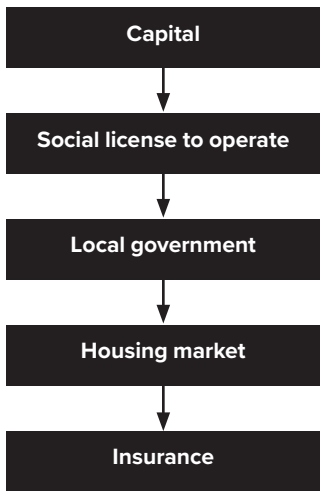 Capital
Social license to operate
Local government
Housing market
Insurance